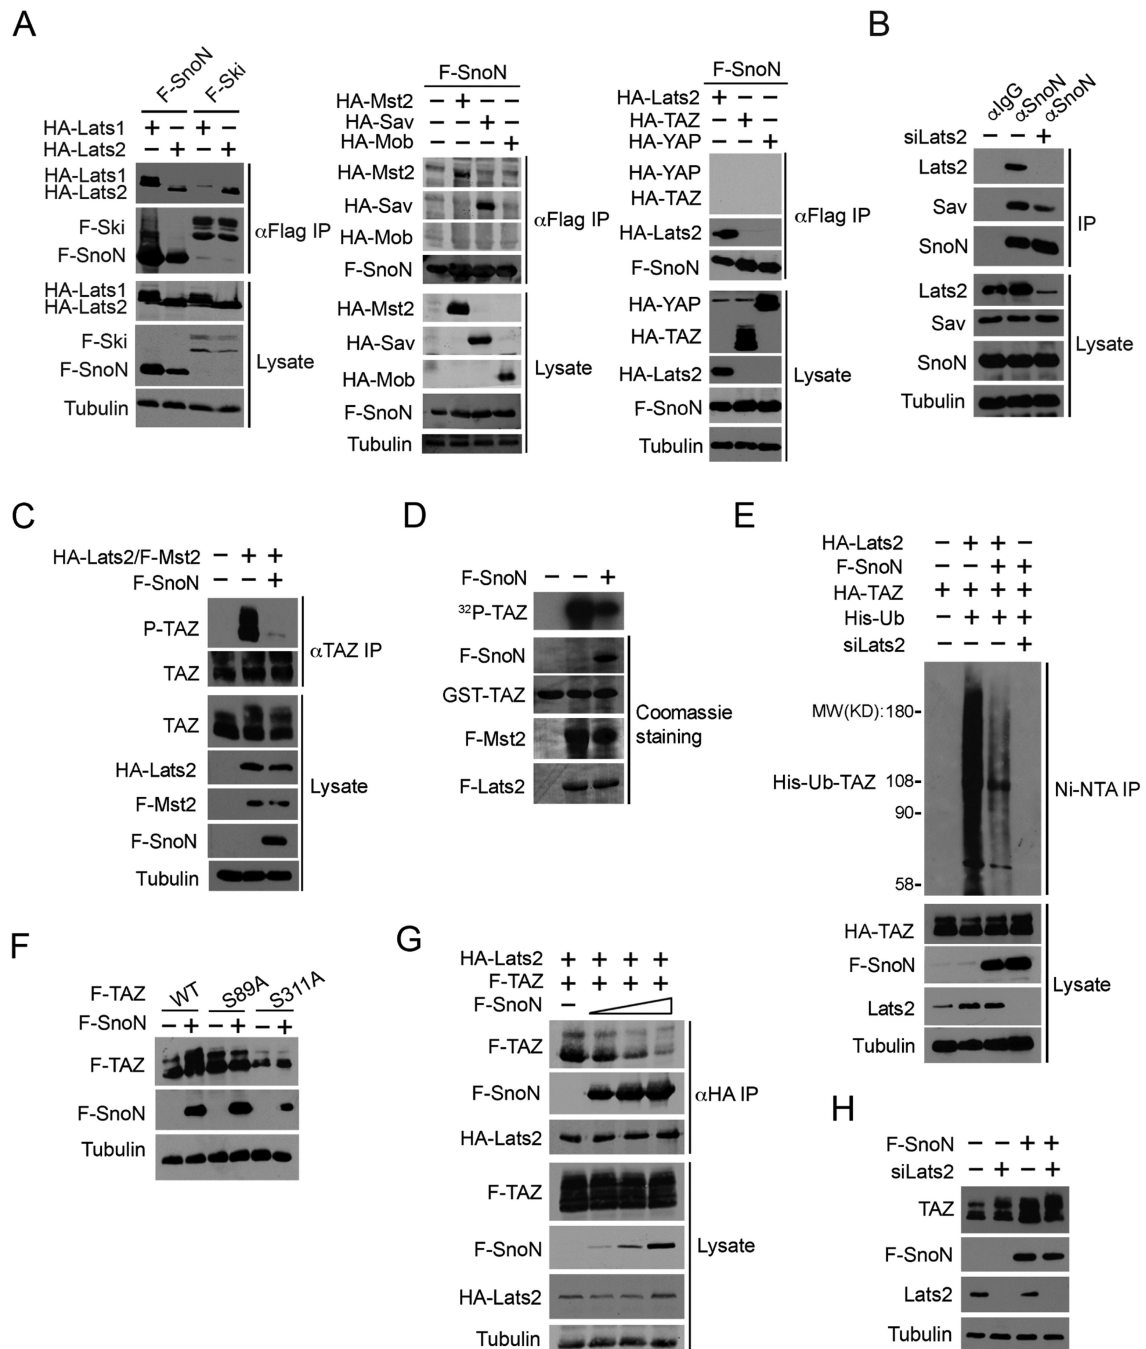 A
F-SnoN F-Ski
HA-Lats1 + − + −
HA-Lats2 − + − +
HA-Lats1
HA-Lats2
F-Ski
F-SnoN
αFlag IP
HA-Lats1
HA-Lats2
F-Ski
F-SnoN
Tubulin
Lysate
F-SnoN
HA-Mst2 − + − −
HA-Sav − − + −
HA-Mob − − − +
HA-Mst2
HA-Sav
HA-Mob
F-SnoN
αFlag IP
HA-Mst2
HA-Sav
HA-Mob
F-SnoN
Tubulin
Lysate
F-SnoN
HA-Lats2 + − −
HA-TAZ − + −
HA-YAP − − +
HA-YAP
HA-TAZ
HA-Lats2
F-SnoN
αFlag IP
HA-YAP
HA-TAZ
HA-Lats2
F-SnoN
Tubulin
Lysate
B
αIgG αSnoN αSnoN
siLats2 − − +
Lats2
Sav
SnoN
IP
Lats2
Sav
SnoN
Tubulin
Lysate
C
HA-Lats2/F-Mst2 − + +
F-SnoN − − +
P-TAZ
TAZ
αTAZ IP
TAZ
HA-Lats2
F-Mst2
F-SnoN
Tubulin
Lysate
D
F-SnoN − − +
32P-TAZ
F-SnoN
GST-TAZ
F-Mst2
F-Lats2
Coomassie
staining
E
HA-Lats2 − + + −
F-SnoN − − + +
HA-TAZ + + + +
His-Ub − + + +
siLats2 − − − +
MW(KD): 180
His-Ub-TAZ 108
90
58
Ni-NTA IP
HA-TAZ
F-SnoN
Lats2
Tubulin
Lysate
F
F-TAZ WT S89A S311A
F-SnoN − + − + − +
F-TAZ
F-SnoN
Tubulin
G
HA-Lats2 + + + +
F-TAZ + + + +
F-SnoN −
F-TAZ
F-SnoN
HA-Lats2
αHA IP
F-TAZ
F-SnoN
HA-Lats2
Tubulin
Lysate
H
F-SnoN − − + +
siLats2 − + − +
TAZ
F-SnoN
Lats2
Tubulin